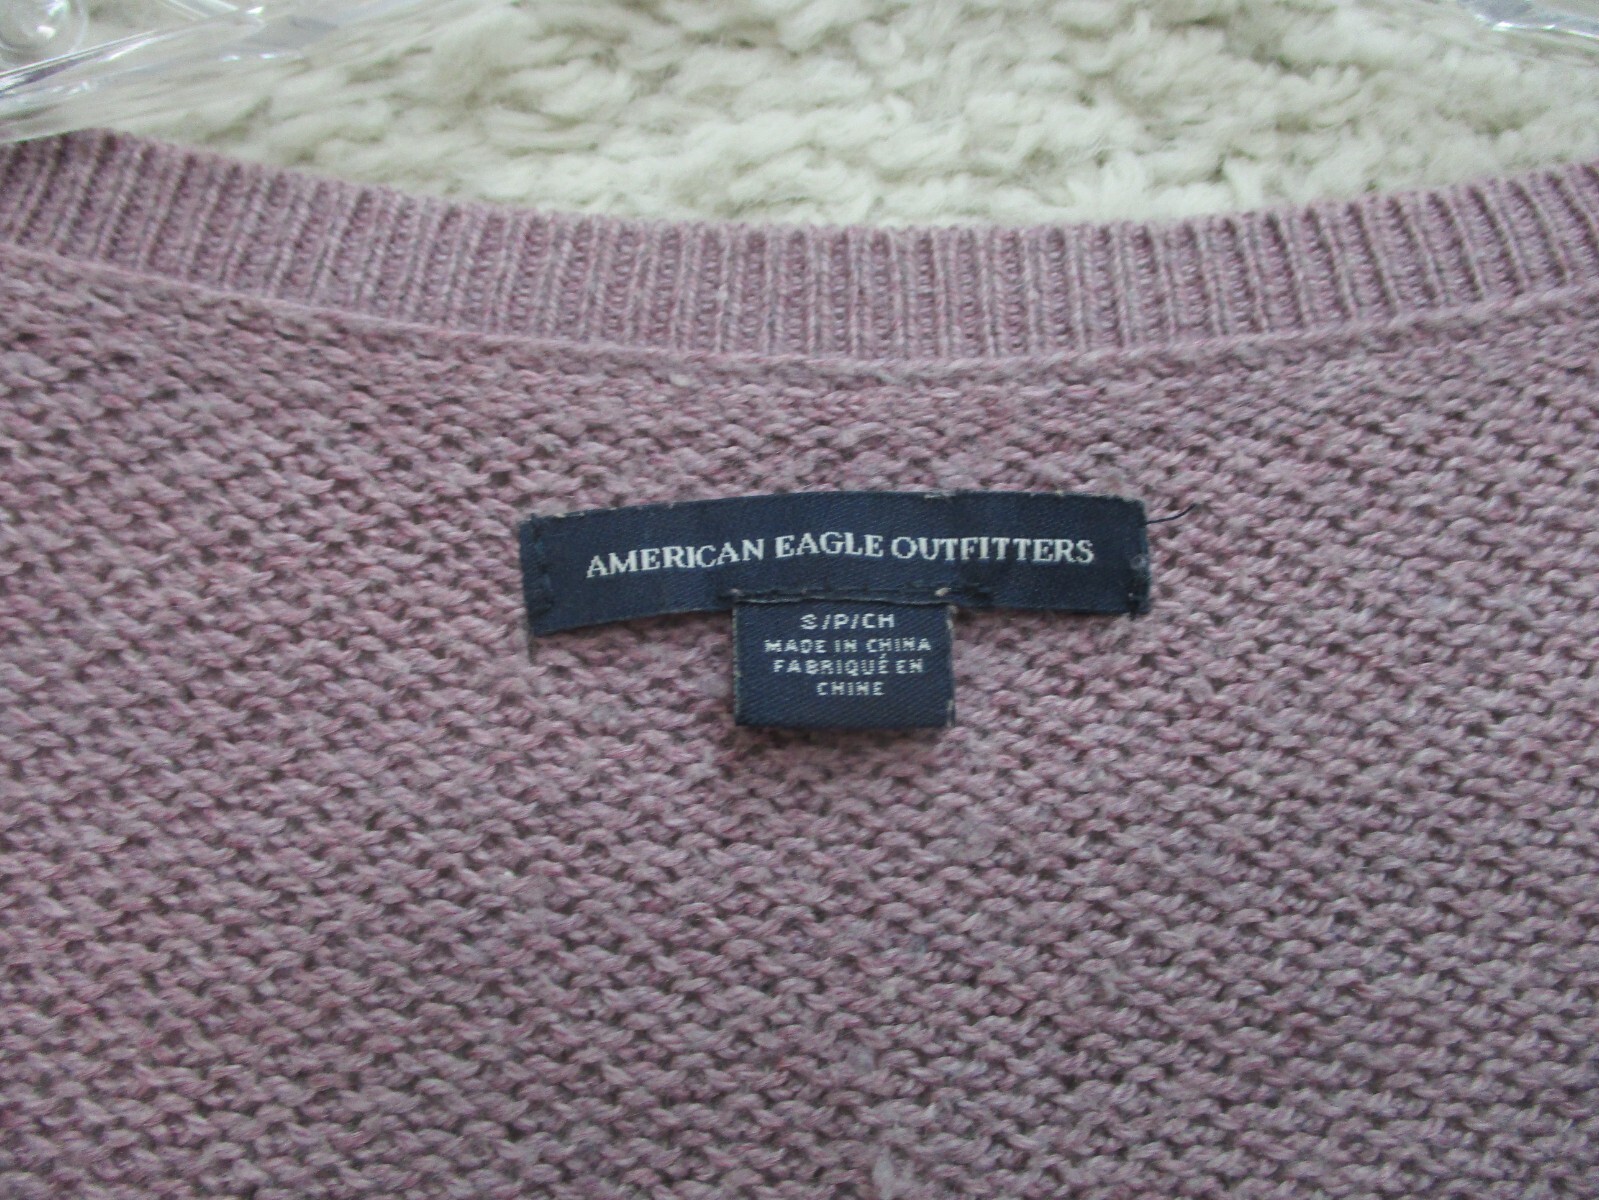 AMERICAN EAGLE OUTFITTERS
S/P/CH
MADE IN CHINA
FABRIQUÉ EN
CHINE